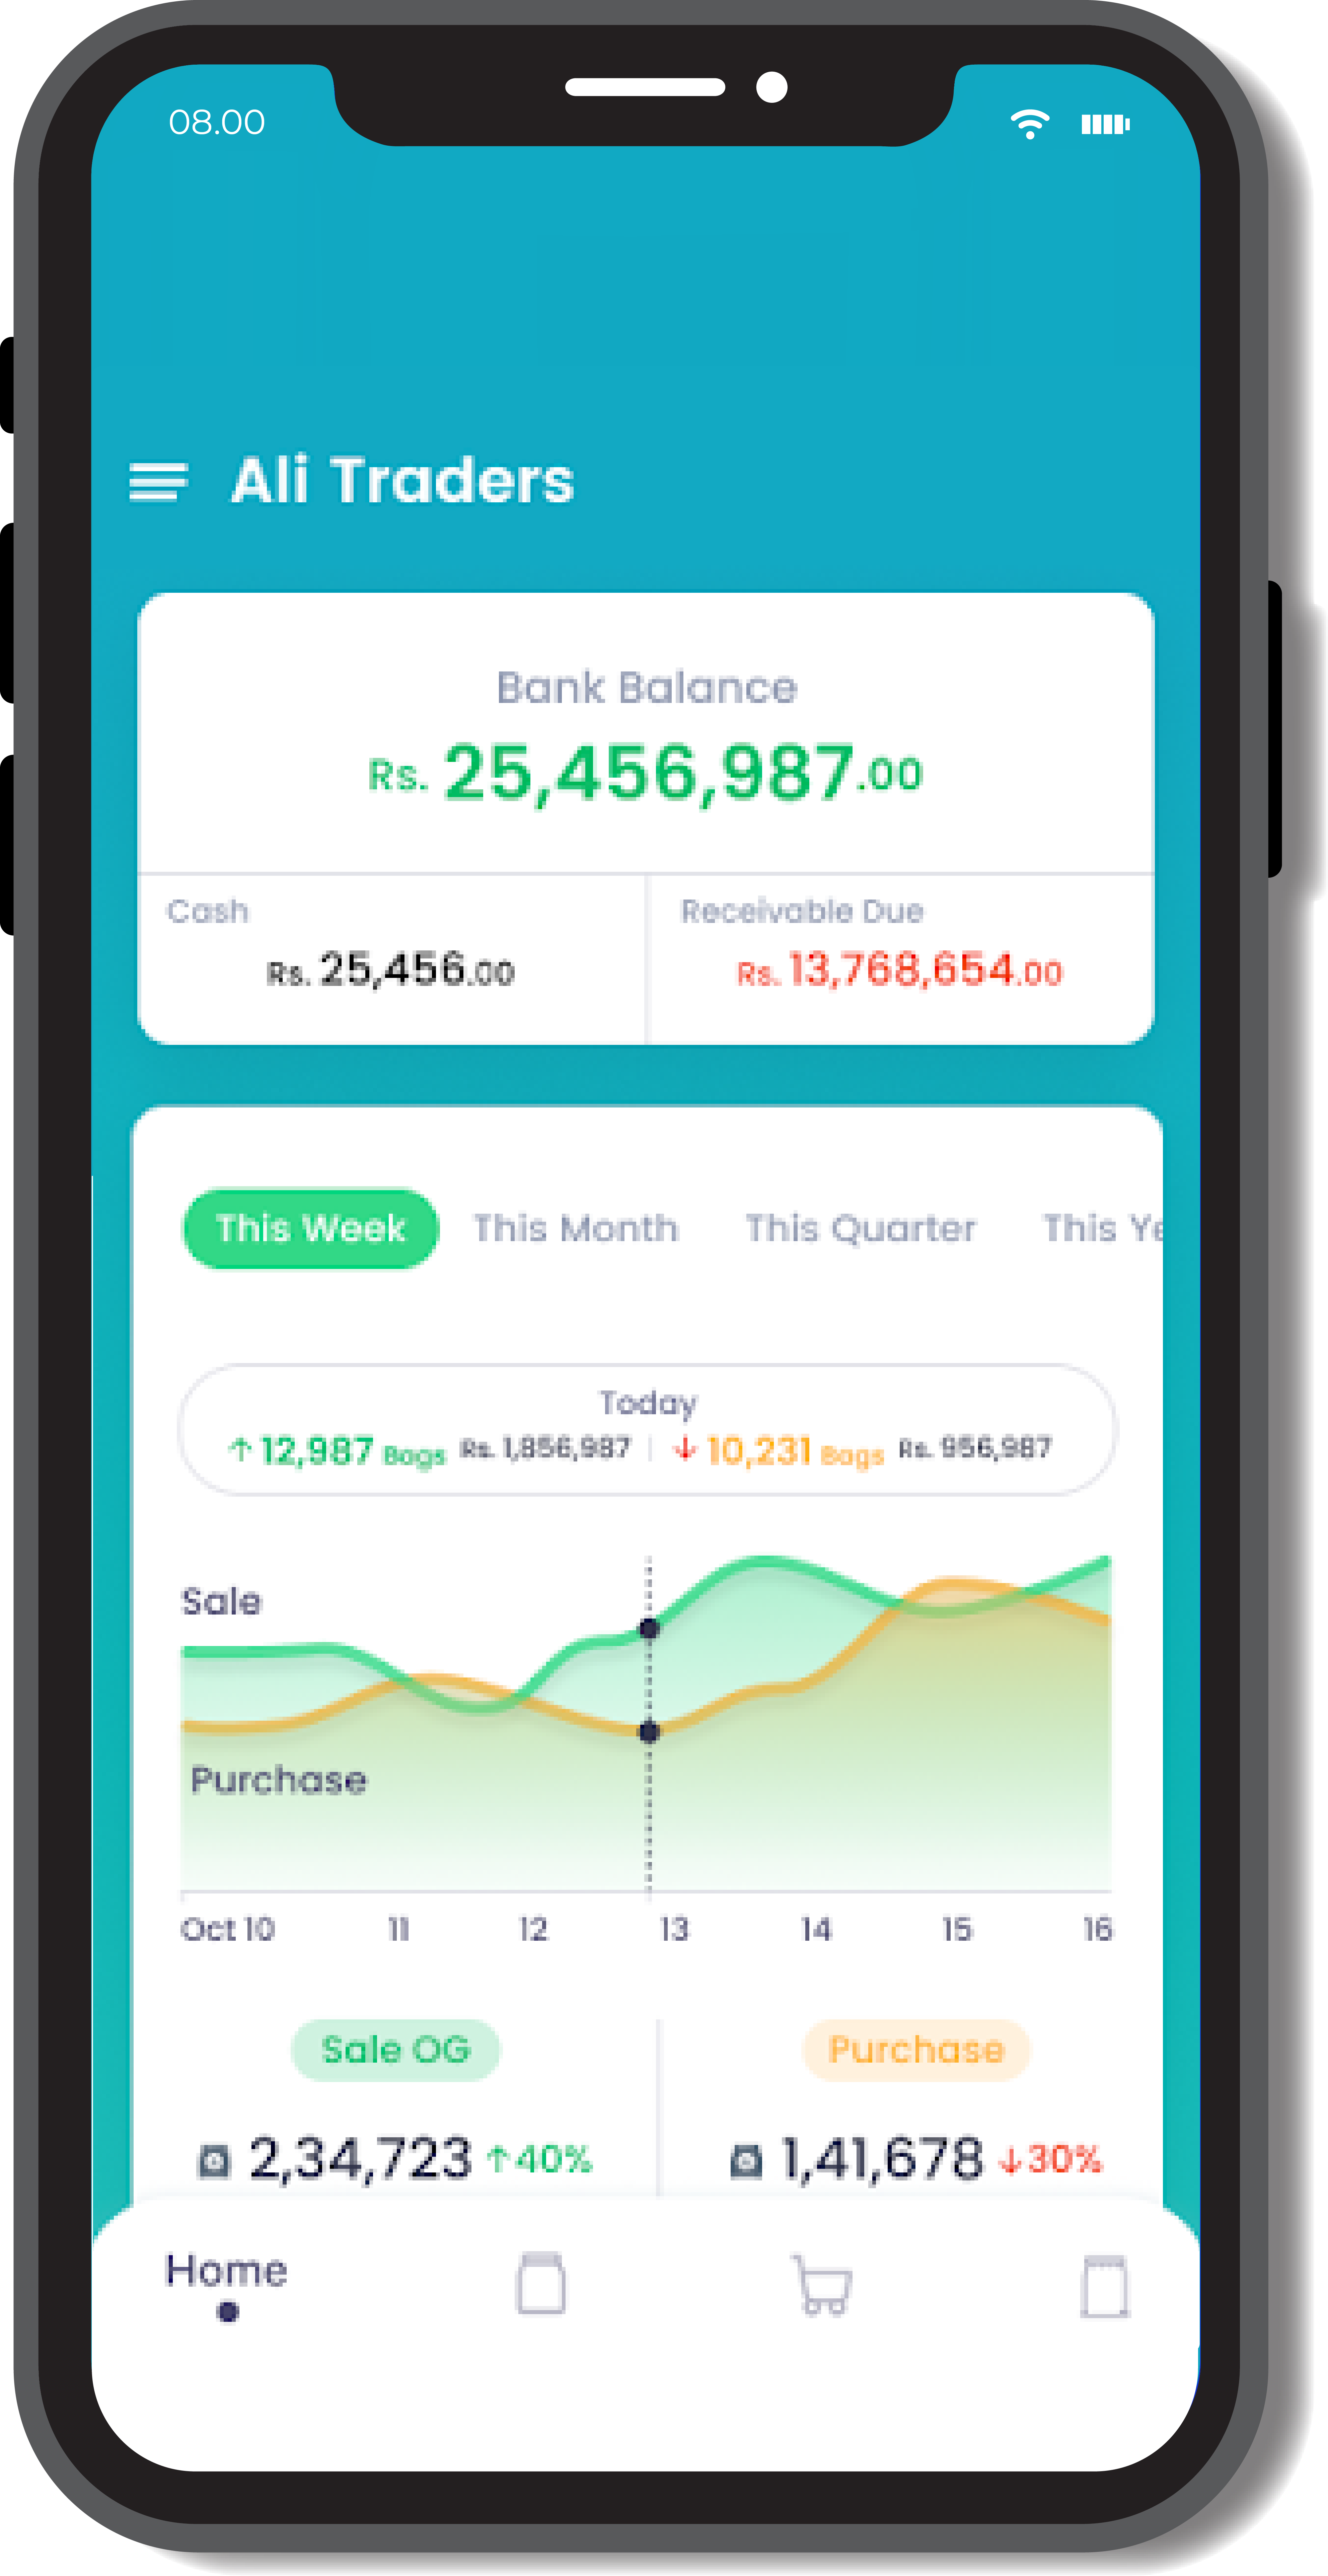 08.00
Ali Traders
Bank Balance
Rs. 25,456,987.00
Cash
Receivable Due
Rs. 25,456.00
Rs. 13,768,654.00
This Week This Month This Quarter This Ye
Today
↑ 12,987 Bags Rs. 1,856,987 | ↓ 10,231 Bags Rs. 956,987
Sale
Purchase
Oct 10 11 12 13 14 15 16
Sale OG
Purchase
2,34,723 ↑40%
1,41,678 ↓30%
Home